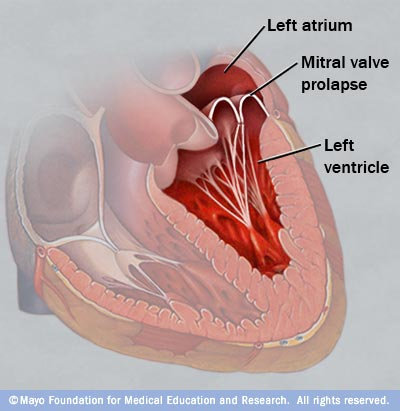 Left atrium
Mitral valve
prolapse
Left
ventricle
©Mayo Foundation for Medical Education and Research. All rights reserved.